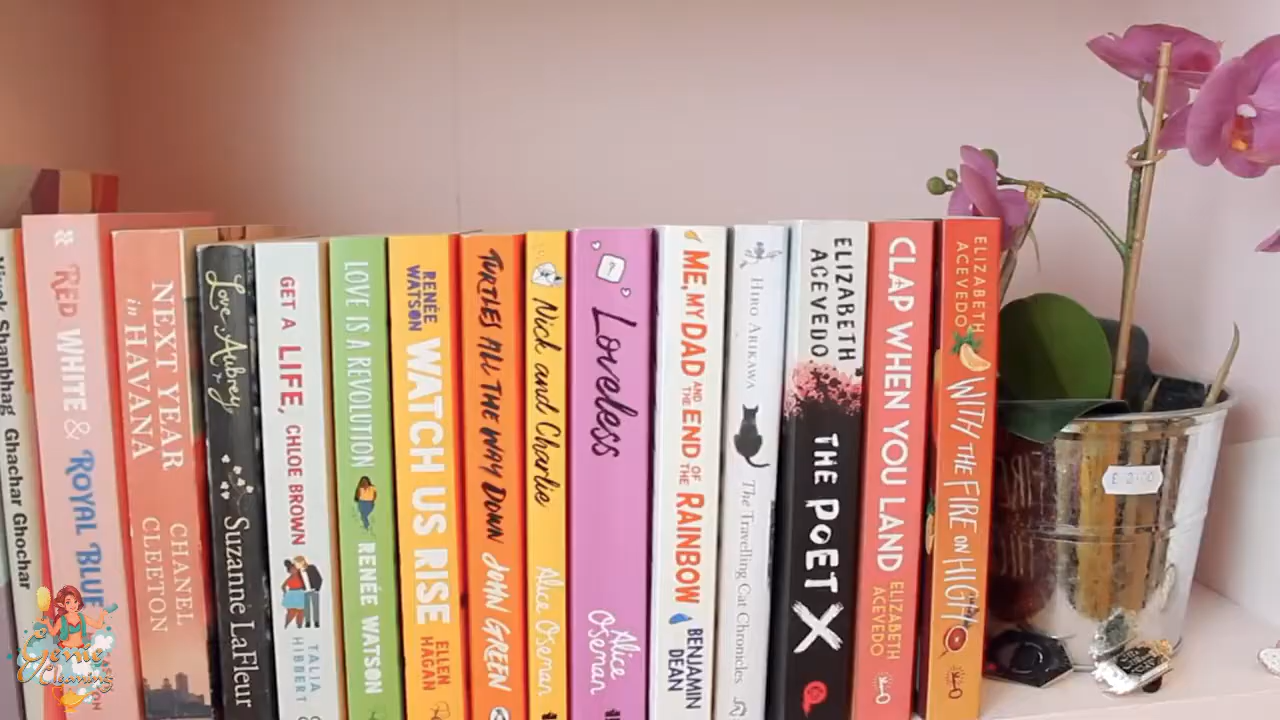 Vivek Shanbhag Ghachar Ghochar
RED WHITE & ROYAL BLUE
NEXT YEAR
in HAVANA
CHANEL
CLEETON
Love, Aubrey
Suzanne LaFleur
GET A LIFE, CHLOE BROWN
TALIA
HIBBERT
LOVE IS A REVOLUTION
RENÉE WATSON
RENÉE
WATSON
WATCH US RISE
ELLEN
HAGAN
TURTLES ALL THE WAY DOWN
JOHN GREEN
Nick and Charlie
Alice Oseman
Loveless
Alice
Oseman
ME, MY DAD AND THE END OF THE RAINBOW
BENJAMIN
DEAN
HIRO ARIKAWA
The Travelling Cat Chronicles
ELIZABETH
ACEVEDO
THE POET X
CLAP WHEN YOU LAND
ELIZABETH
ACEVEDO
ELIZABETH
ACEVEDO
WITH THE FIRE ON HIGH
Genie
Cleaning